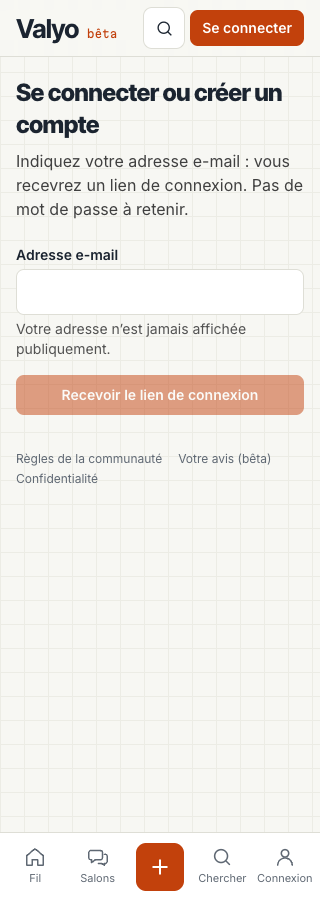 Valyo bêta
Se connecter
Se connecter ou créer un
compte
Indiquez votre adresse e-mail : vous
recevrez un lien de connexion. Pas de
mot de passe à retenir.
Adresse e-mail
Votre adresse n’est jamais affichée
publiquement.
Recevoir le lien de connexion
Règles de la communauté Votre avis (bêta)
Confidentialité
Fil Salons Chercher Connexion